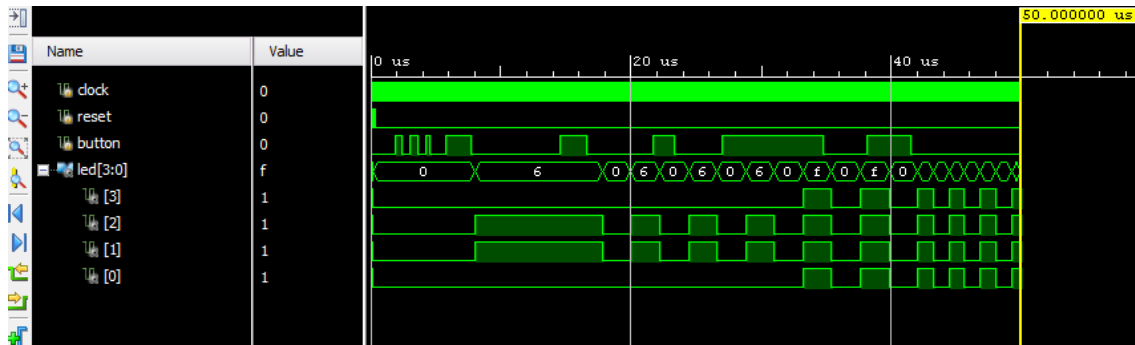 50.000000 us
Name Value
0 us 20 us 40 us
clock 0
reset 0
button 0
led[3:0] f 0 6 0 6 0 6 0 6 0 f 0 f 0
[3] 1
[2] 1
[1] 1
[0] 1